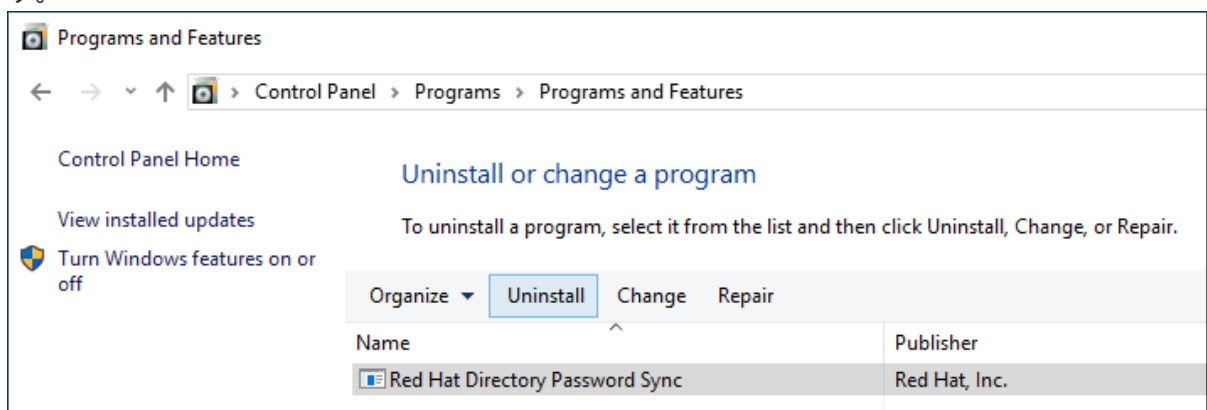 す。
Programs and Features
Control Panel > Programs > Programs and Features
Control Panel Home
Uninstall or change a program
View installed updates
To uninstall a program, select it from the list and then click Uninstall, Change, or Repair.
Turn Windows features on or
off
Organize Uninstall Change Repair
Name Publisher
Red Hat Directory Password Sync Red Hat, Inc.